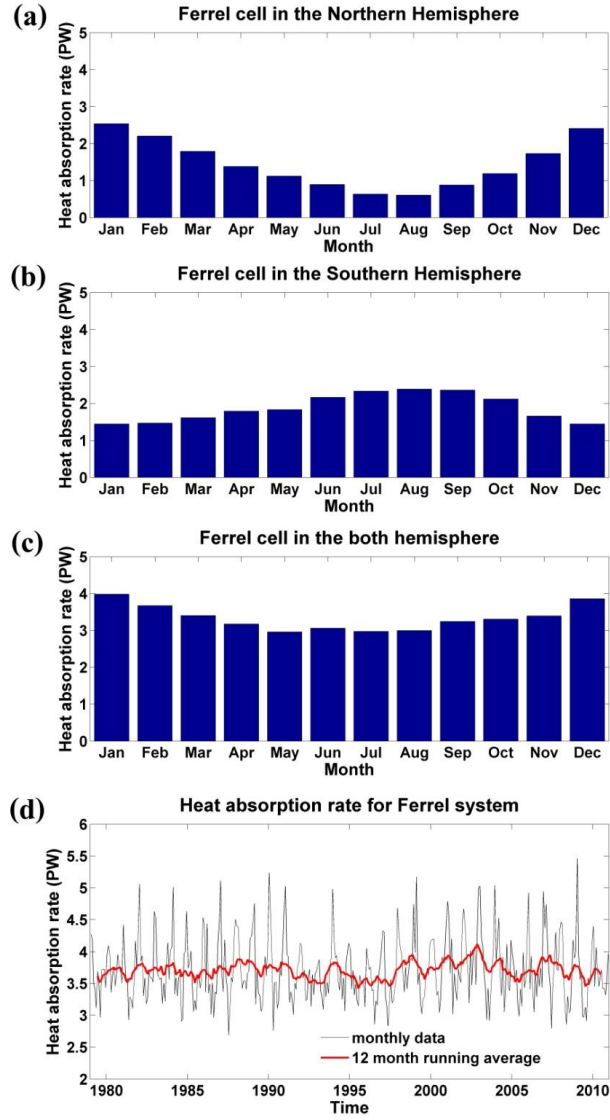 (a)
Ferrel cell in the Northern Hemisphere
Heat absorption rate (PW)
5
4
3
2
1
0
Jan Feb Mar Apr May Jun Jul Aug Sep Oct Nov Dec
Month
(b)
Ferrel cell in the Southern Hemisphere
Heat absorption rate (PW)
5
4
3
2
1
0
Jan Feb Mar Apr May Jun Jul Aug Sep Oct Nov Dec
Month
(c)
Ferrel cell in the both hemisphere
Heat absorption rate (PW)
5
4
3
2
1
0
Jan Feb Mar Apr May Jun Jul Aug Sep Oct Nov Dec
Month
(d)
Heat absorption rate for Ferrel system
Heat absorption rate (PW)
6
5.5
5
4.5
4
3.5
3
2.5
2
monthly data
12 month running average
1980 1985 1990 1995 2000 2005 2010
Time